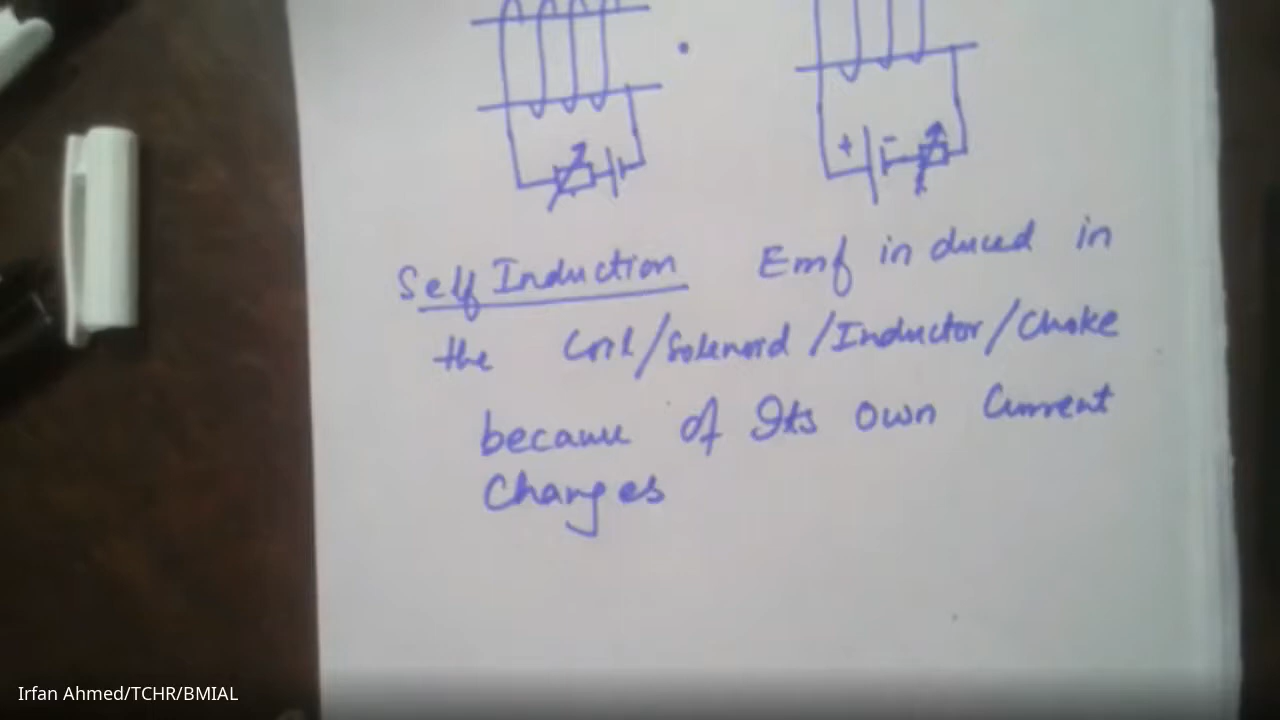 + -
Self Induction Emf induced in
the Coil/Solenoid/Inductor/Choke
because of Its own Current
Changes
Irfan Ahmed/TCHR/BMIAL